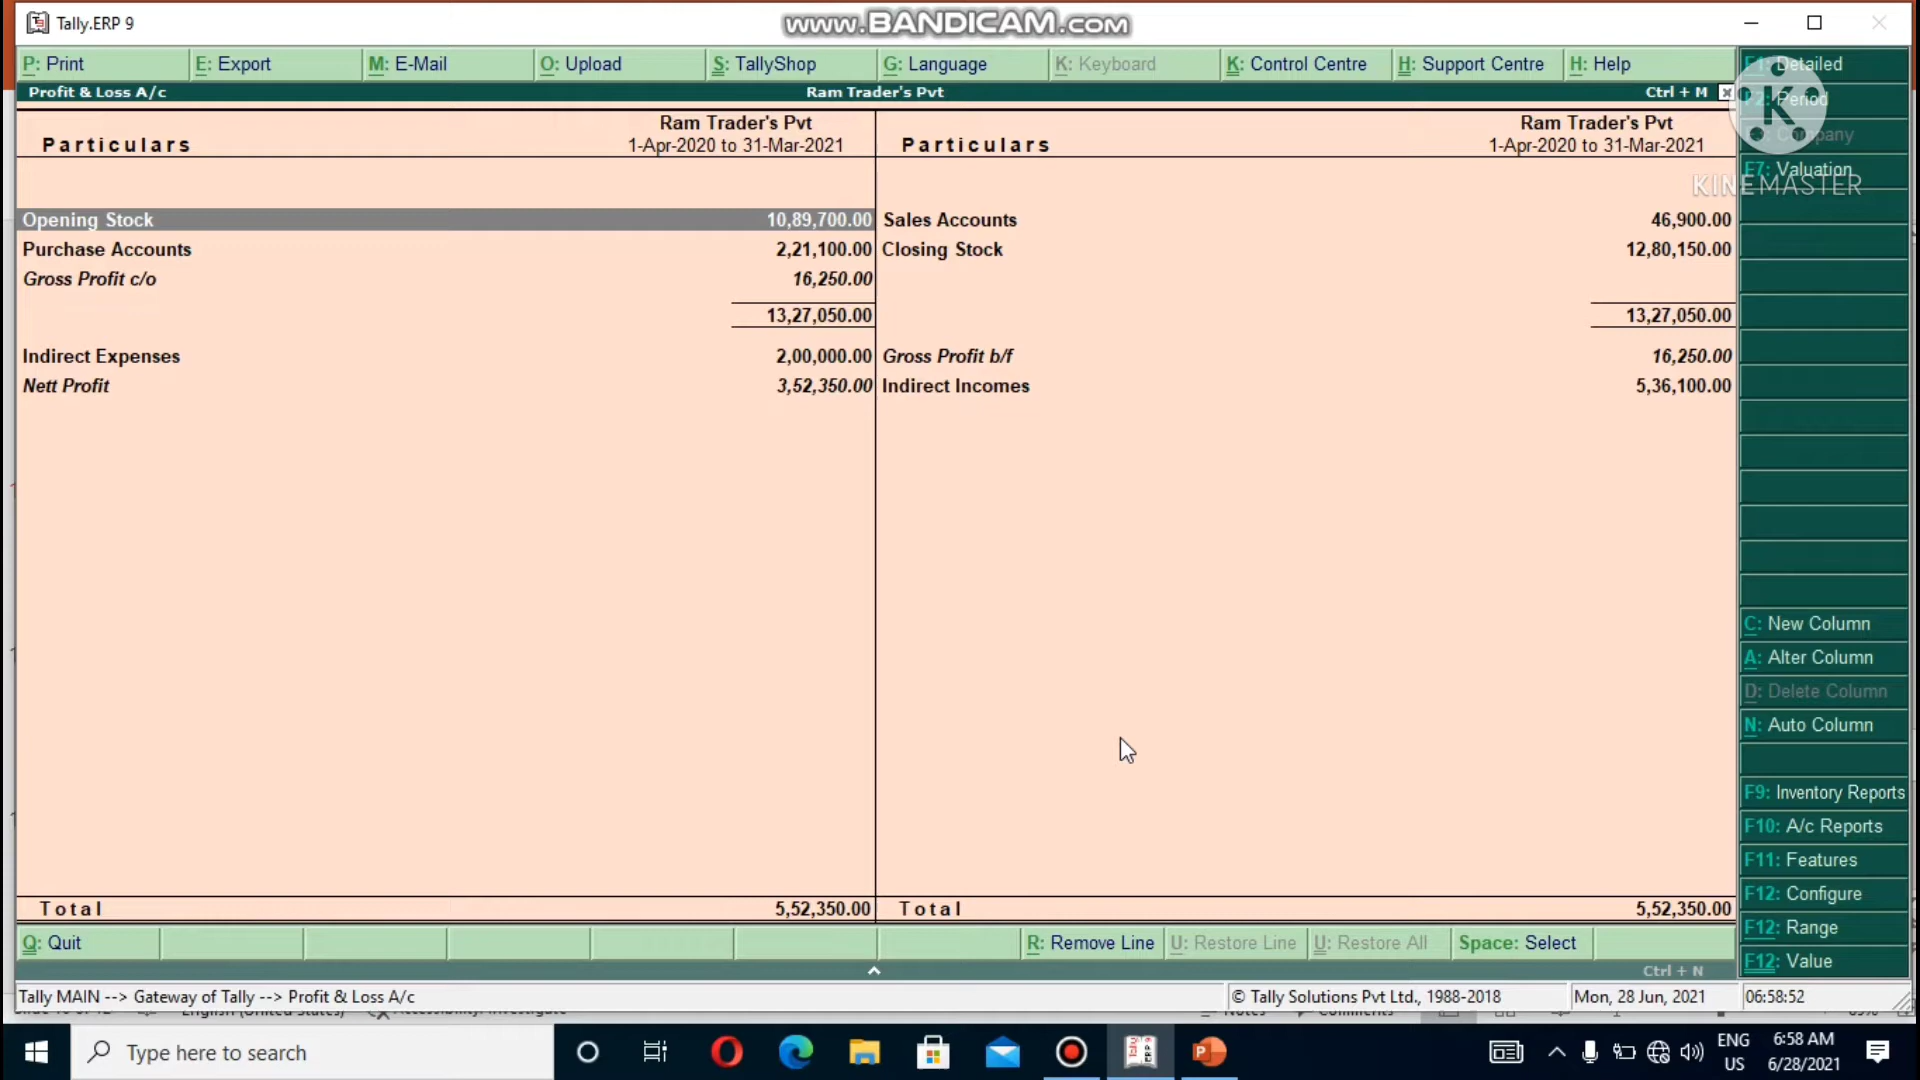 Tally.ERP 9
www.BANDICAM.com
P: Print E: Export M: E-Mail O: Upload S: TallyShop G: Language K: Keyboard K: Control Centre H: Support Centre H: Help
F1: Detailed
Profit & Loss A/c Ram Trader's Pvt Ctrl + M
F2: Period
K
F3: Company
F7: Valuation
KINEMASTER
Particulars Ram Trader's Pvt 1-Apr-2020 to 31-Mar-2021
Particulars Ram Trader's Pvt 1-Apr-2020 to 31-Mar-2021
Opening Stock 10,89,700.00 Sales Accounts 46,900.00
Purchase Accounts 2,21,100.00 Closing Stock 12,80,150.00
Gross Profit c/o 16,250.00
13,27,050.00 13,27,050.00
Indirect Expenses 2,00,000.00 Gross Profit b/f 16,250.00
Nett Profit 3,52,350.00 Indirect Incomes 5,36,100.00
C: New Column
A: Alter Column
D: Delete Column
N: Auto Column
F9: Inventory Reports
F10: A/c Reports
F11: Features
F12: Configure
F12: Range
F12: Value
Total 5,52,350.00 Total 5,52,350.00
Q: Quit R: Remove Line U: Restore Line U: Restore All Space: Select
Ctrl + N
Tally MAIN --> Gateway of Tally --> Profit & Loss A/c © Tally Solutions Pvt Ltd., 1988-2018 Mon, 28 Jun, 2021 06:58:52
Type here to search
ENG US
6:58 AM
6/28/2021